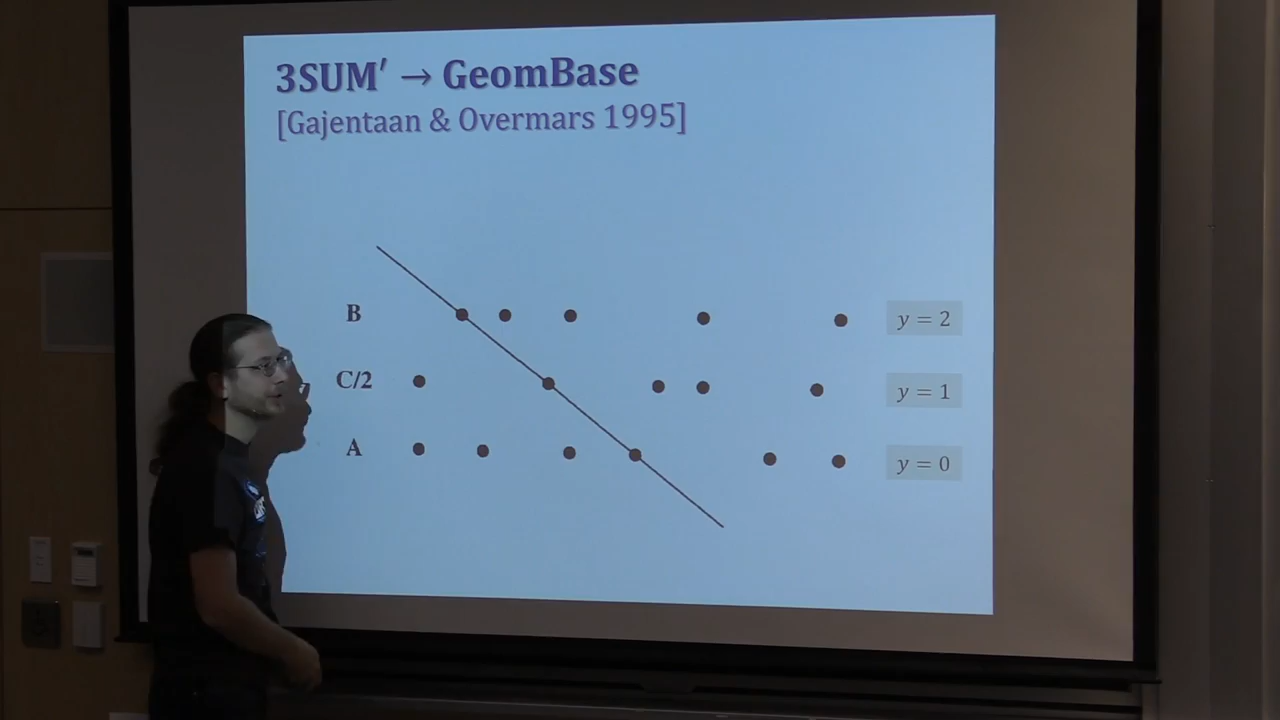 3SUM′ → GeomBase
[Gajentaan & Overmars 1995]
B
y = 2
C/2
y = 1
A
y = 0